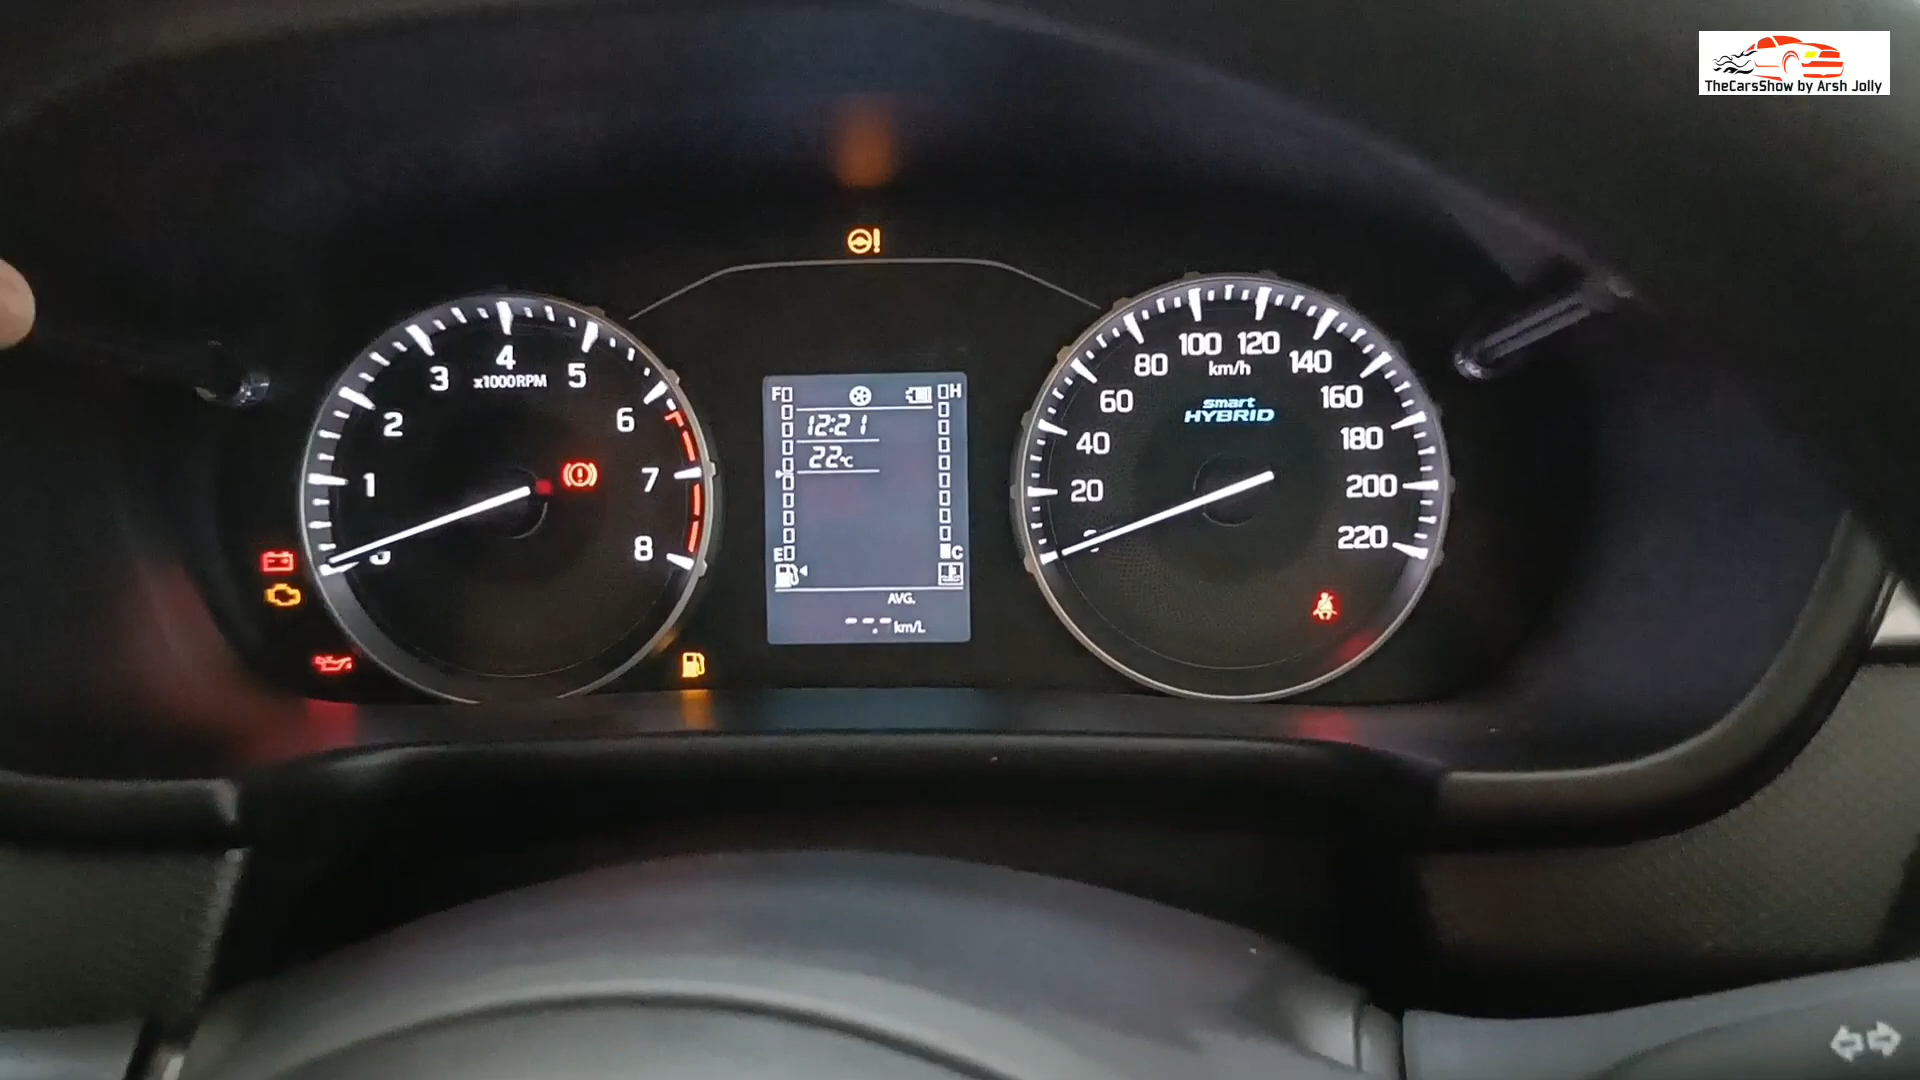 TheCarsShow by Arsh Jolly
1
2
3
4
5
6
7
8
x1000RPM
F
H
12:21
22°C
E
C
AVG.
--.- km/L
20
40
60
80
100
120
140
160
180
200
220
km/h
smart
HYBRID